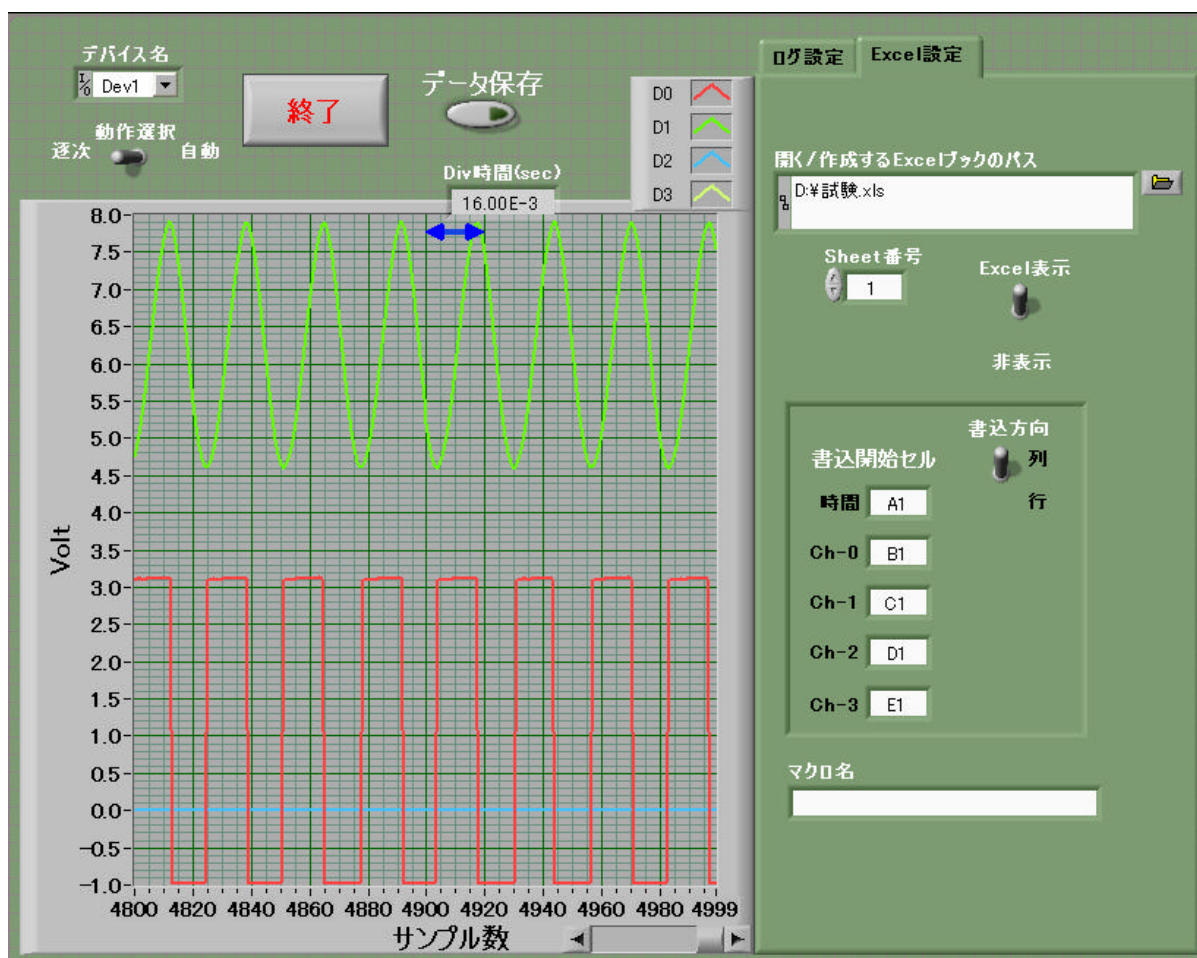 デバイス名
Dev1
終了
データ保存
動作選択
逐次 自動
Div時間(sec)
16.00E-3
D0
D1
D2
D3
8.0
7.5
7.0
6.5
6.0
5.5
5.0
4.5
4.0
3.5
3.0
2.5
2.0
1.5
1.0
0.5
0.0
-0.5
-1.0
Volt
4800 4820 4840 4860 4880 4900 4920 4940 4960 4980 4999
サンプル数
ログ設定 Excel設定
開く/作成するExcelブックのパス
D:¥試験.xls
Sheet番号
1
Excel表示
非表示
書込方向
列
行
書込開始セル
時間 A1
Ch-0 B1
Ch-1 C1
Ch-2 D1
Ch-3 E1
マクロ名